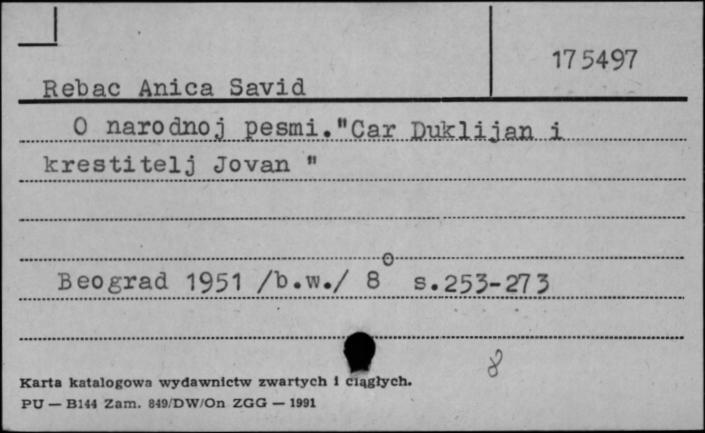 175497
Rebac Anica Savid
O narodnoj pesmi."Car Duklijan i
krestitelj Jovan "
Beograd 1951 /b.w./ 8o s.253-273
8
Karta katalogowa wydawnictw zwartych i ciągłych.
PU — B144 Zam. 849/DW/On ZGG — 1991